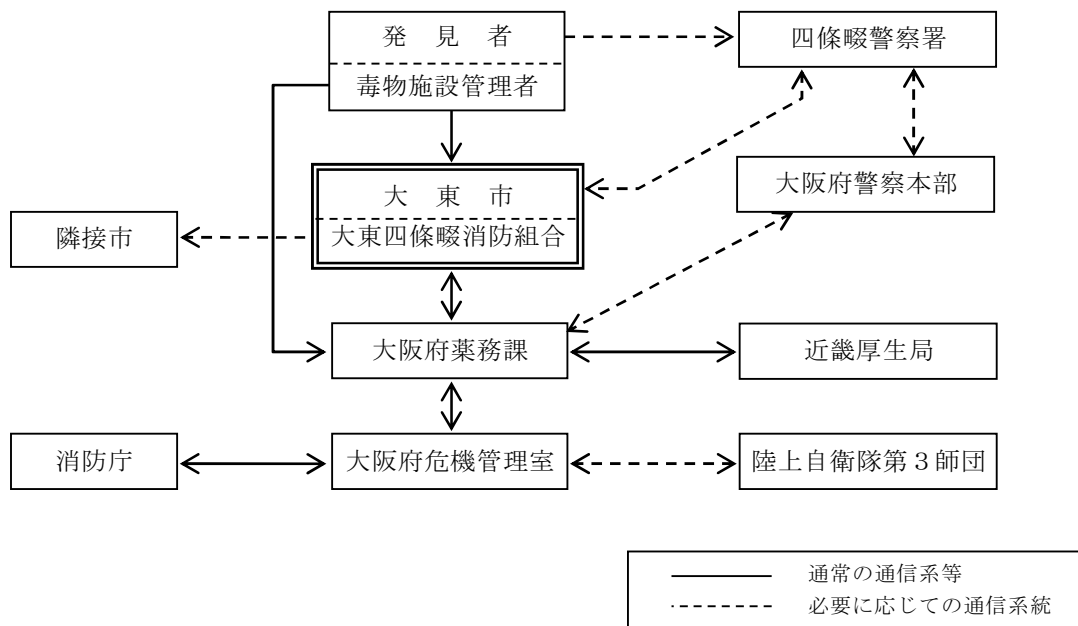 発　見　者
毒物施設管理者
四條畷警察署
大　東　市
大東四條畷消防組合
大阪府警察本部
隣接市
大阪府薬務課
近畿厚生局
消防庁
大阪府危機管理室
陸上自衛隊第３師団
通常の通信系等
必要に応じての通信系統